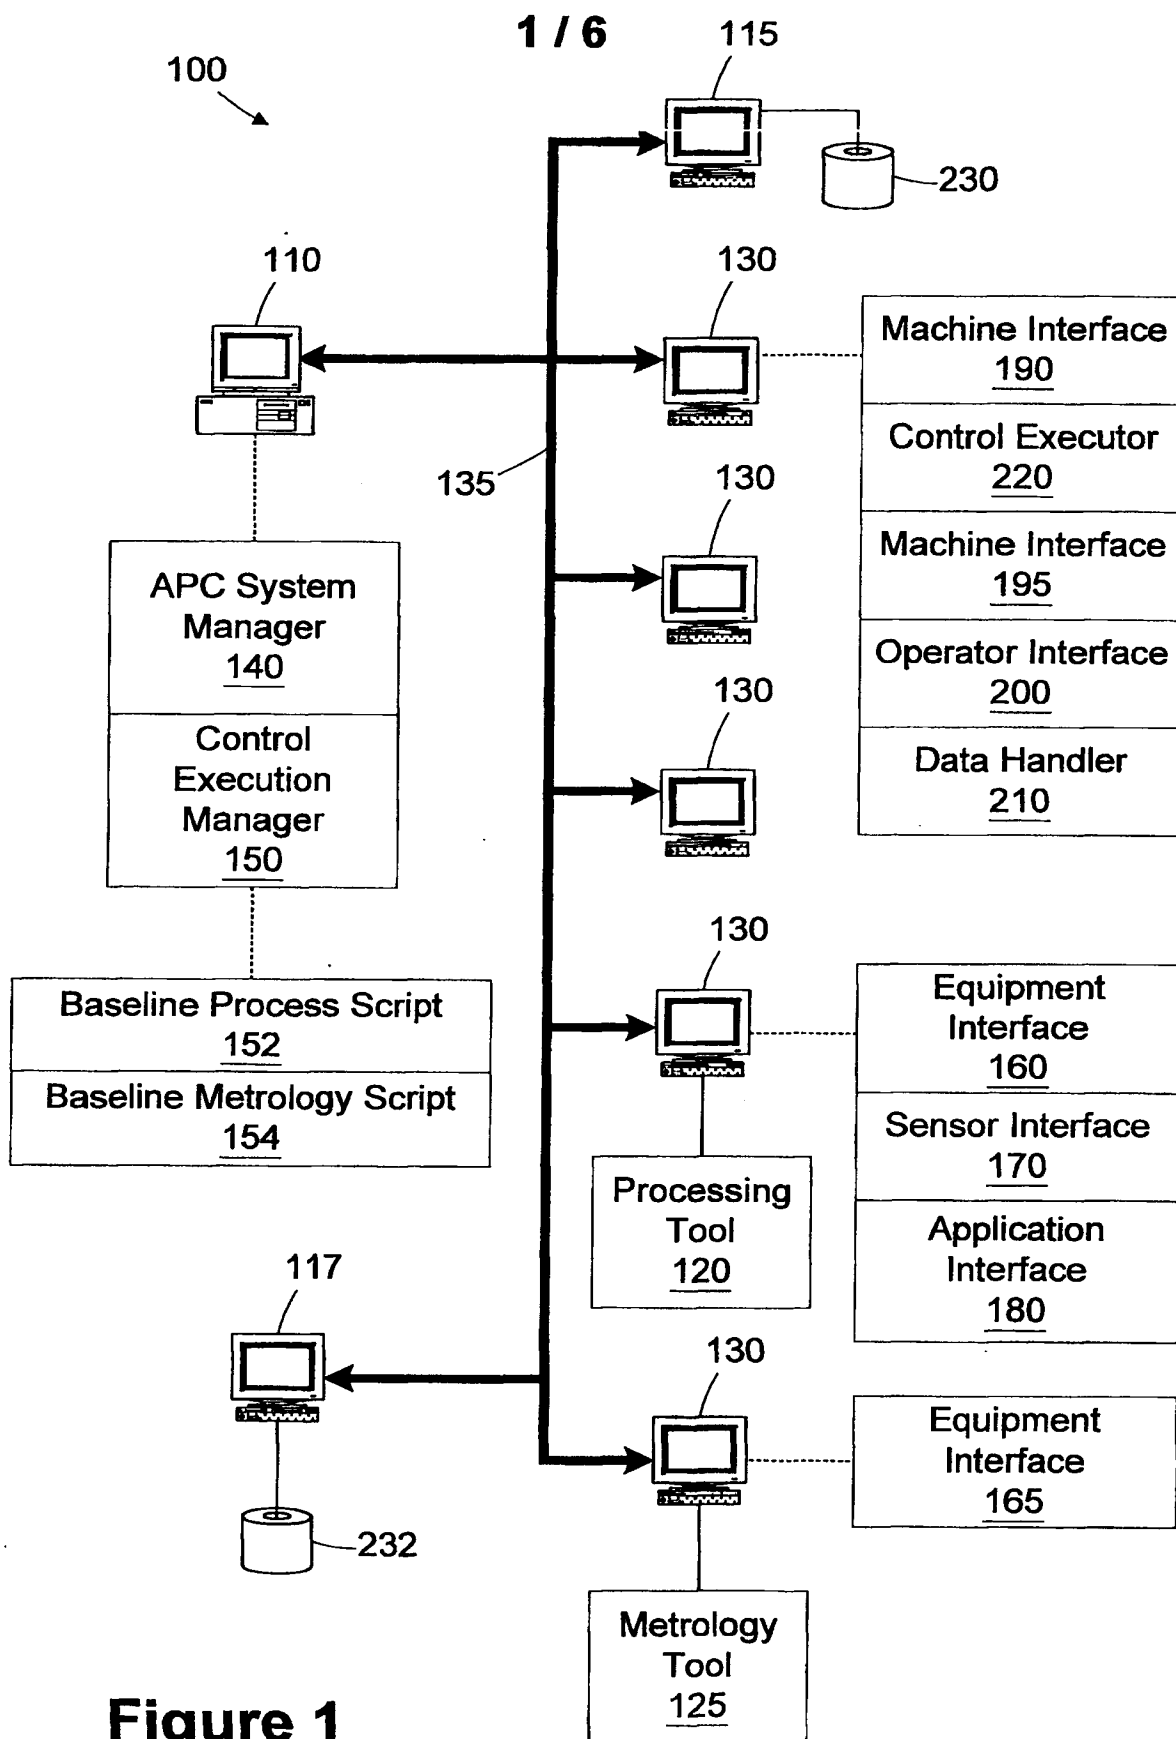 1 / 6
100
115
230
110
130
Machine Interface
190
Control Executor
220
Machine Interface
195
Operator Interface
200
Data Handler
210
135
130
APC System
Manager
140
Control
Execution
Manager
150
130
Baseline Process Script
152
Baseline Metrology Script
154
130
Equipment
Interface
160
Sensor Interface
170
Application
Interface
180
Processing
Tool
120
117
232
130
Equipment
Interface
165
Metrology
Tool
125
Figure 1